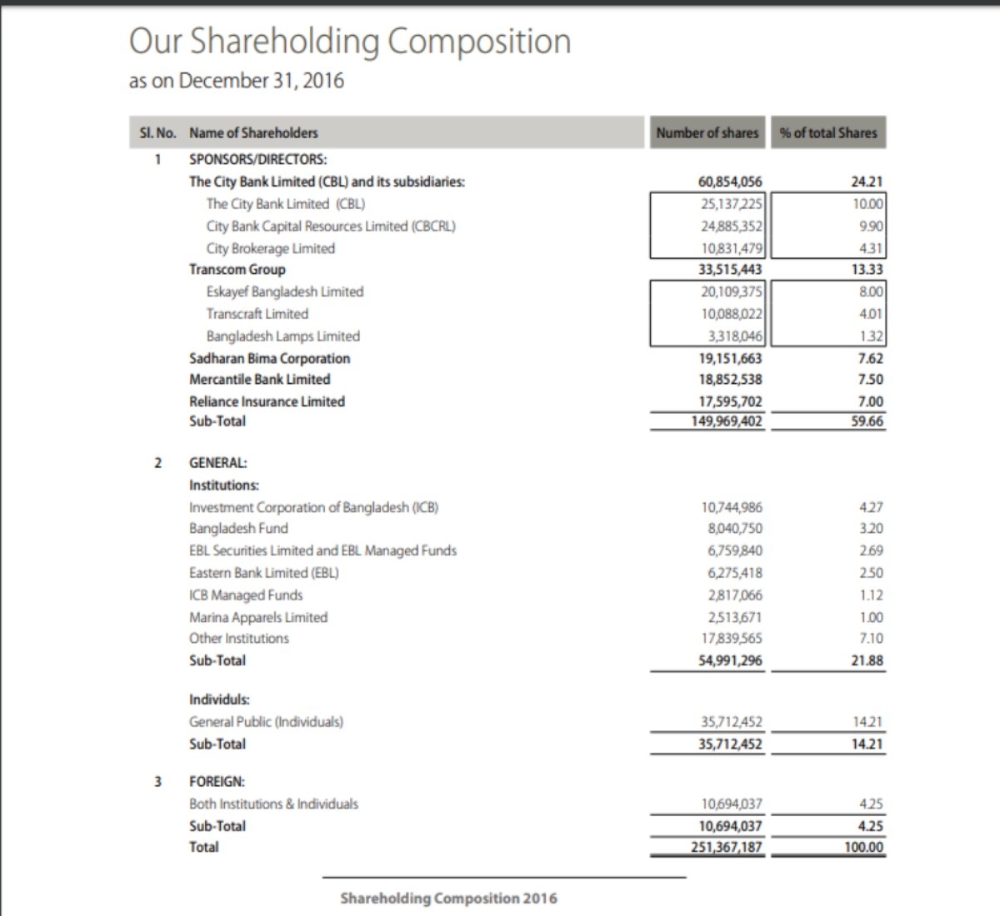 Our Shareholding Composition
as on December 31, 2016
Sl. No. Name of Shareholders Number of shares % of total Shares
1 SPONSORS/DIRECTORS:
The City Bank Limited (CBL) and its subsidiaries: 60,854,056 24.21
The City Bank Limited (CBL) 25,137,225 10.00
City Bank Capital Resources Limited (CBCRL) 24,885,352 9.90
City Brokerage Limited 10,831,479 4.31
Transcom Group 33,515,443 13.33
Eskayef Bangladesh Limited 20,109,375 8.00
Transcraft Limited 10,088,022 4.01
Bangladesh Lamps Limited 3,318,046 1.32
Sadharan Bima Corporation 19,151,663 7.62
Mercantile Bank Limited 18,852,538 7.50
Reliance Insurance Limited 17,595,702 7.00
Sub-Total 149,969,402 59.66
2 GENERAL:
Institutions:
Investment Corporation of Bangladesh (ICB) 10,744,986 4.27
Bangladesh Fund 8,040,750 3.20
EBL Securities Limited and EBL Managed Funds 6,759,840 2.69
Eastern Bank Limited (EBL) 6,275,418 2.50
ICB Managed Funds 2,817,066 1.12
Marina Apparels Limited 2,513,671 1.00
Other Institutions 17,839,565 7.10
Sub-Total 54,991,296 21.88
Individuls:
General Public (Individuals) 35,712,452 14.21
Sub-Total 35,712,452 14.21
3 FOREIGN:
Both Institutions & Individuals 10,694,037 4.25
Sub-Total 10,694,037 4.25
Total 251,367,187 100.00
Shareholding Composition 2016